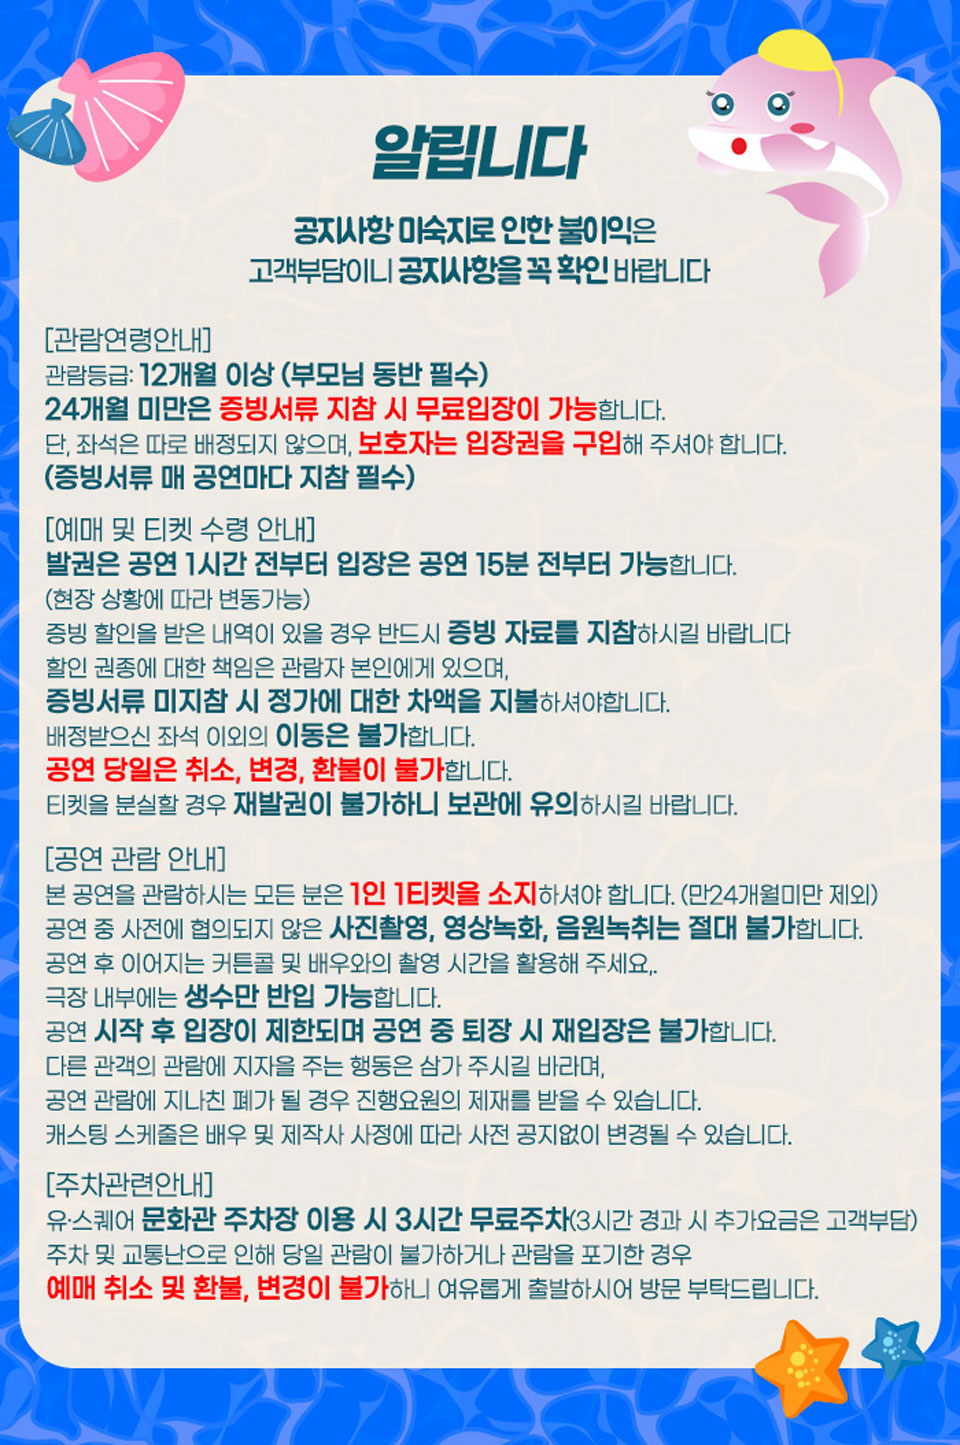 알립니다
공지사항 미숙지로 인한 불이익은
고객부담이니 공지사항을 꼭 확인 바랍니다
[관람연령안내]
관람등급: 12개월 이상 (부모님 동반 필수)
24개월 미만은 증빙서류 지참 시 무료입장이 가능합니다.
단, 좌석은 따로 배정되지 않으며, 보호자는 입장권을 구입해 주셔야 합니다.
(증빙서류 매 공연마다 지참 필수)
[예매 및 티켓 수령 안내]
발권은 공연 1시간 전부터 입장은 공연 15분 전부터 가능합니다.
(현장 상황에 따라 변동가능)
증빙 할인을 받은 내역이 있을 경우 반드시 증빙 자료를 지참하시길 바랍니다
할인 권종에 대한 책임은 관람자 본인에게 있으며,
증빙서류 미지참 시 정가에 대한 차액을 지불하셔야합니다.
배정받으신 좌석 이외의 이동은 불가합니다.
공연 당일은 취소, 변경, 환불이 불가합니다.
티켓을 분실할 경우 재발권이 불가하니 보관에 유의하시길 바랍니다.
[공연 관람 안내]
본 공연을 관람하시는 모든 분은 1인 1티켓을 소지하셔야 합니다. (만24개월미만 제외)
공연 중 사전에 협의되지 않은 사진촬영, 영상녹화, 음원녹취는 절대 불가합니다.
공연 후 이어지는 커튼콜 및 배우와의 촬영 시간을 활용해 주세요,.
극장 내부에는 생수만 반입 가능합니다.
공연 시작 후 입장이 제한되며 공연 중 퇴장 시 재입장은 불가합니다.
다른 관객의 관람에 지자을 주는 행동은 삼가 주시길 바라며,
공연 관람에 지나친 폐가 될 경우 진행요원의 제재를 받을 수 있습니다.
캐스팅 스케줄은 배우 및 제작사 사정에 따라 사전 공지없이 변경될 수 있습니다.
[주차관련안내]
유·스퀘어 문화관 주차장 이용 시 3시간 무료주차(3시간 경과 시 추가요금은 고객부담)
주차 및 교통난으로 인해 당일 관람이 불가하거나 관람을 포기한 경우
예매 취소 및 환불, 변경이 불가하니 여유롭게 출발하시어 방문 부탁드립니다.